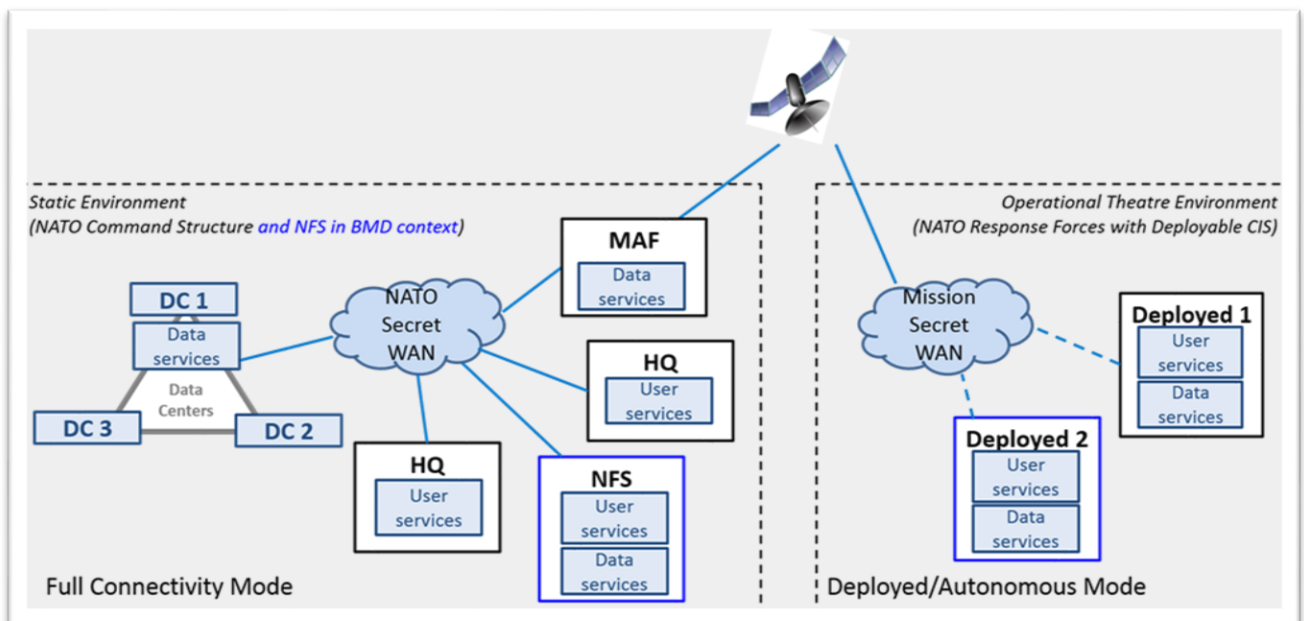 Static Environment
(NATO Command Structure and NFS in BMD context)
Operational Theatre Environment
(NATO Response Forces with Deployable CIS)
DC 1
Data
services
Data
Centers
DC 3
DC 2
NATO
Secret
WAN
MAF
Data
services
HQ
User
services
HQ
User
services
NFS
User
services
Data
services
Mission
Secret
WAN
Deployed 1
User
services
Data
services
Deployed 2
User
services
Data
services
Full Connectivity Mode
Deployed/Autonomous Mode